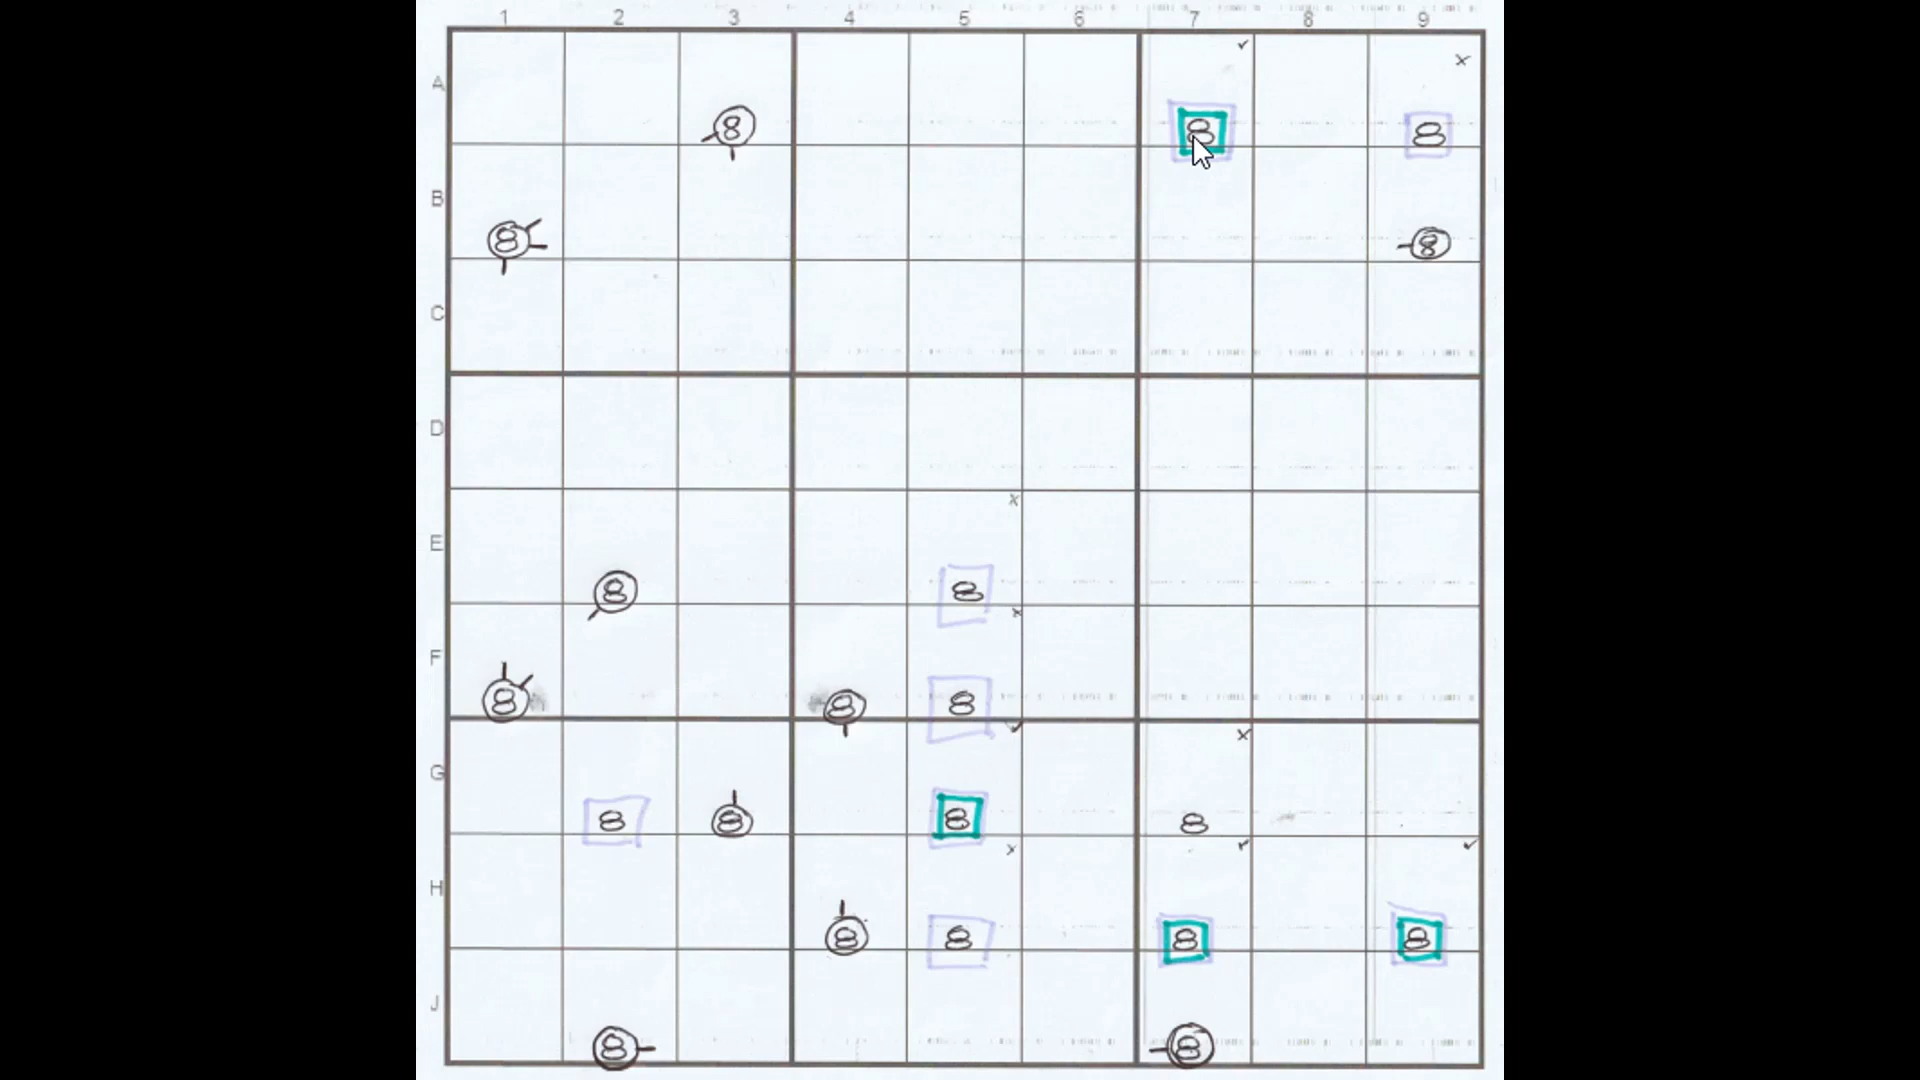 1 2 3 4 5 6 7 8 9
✓ x
A 8 8 8
B 8 8
C
D
x
E 8 8
x
F 8 8 8
✓ x
G 8 8 8 8
x ✓ ✓
H 8 8 8 8
J 8 8